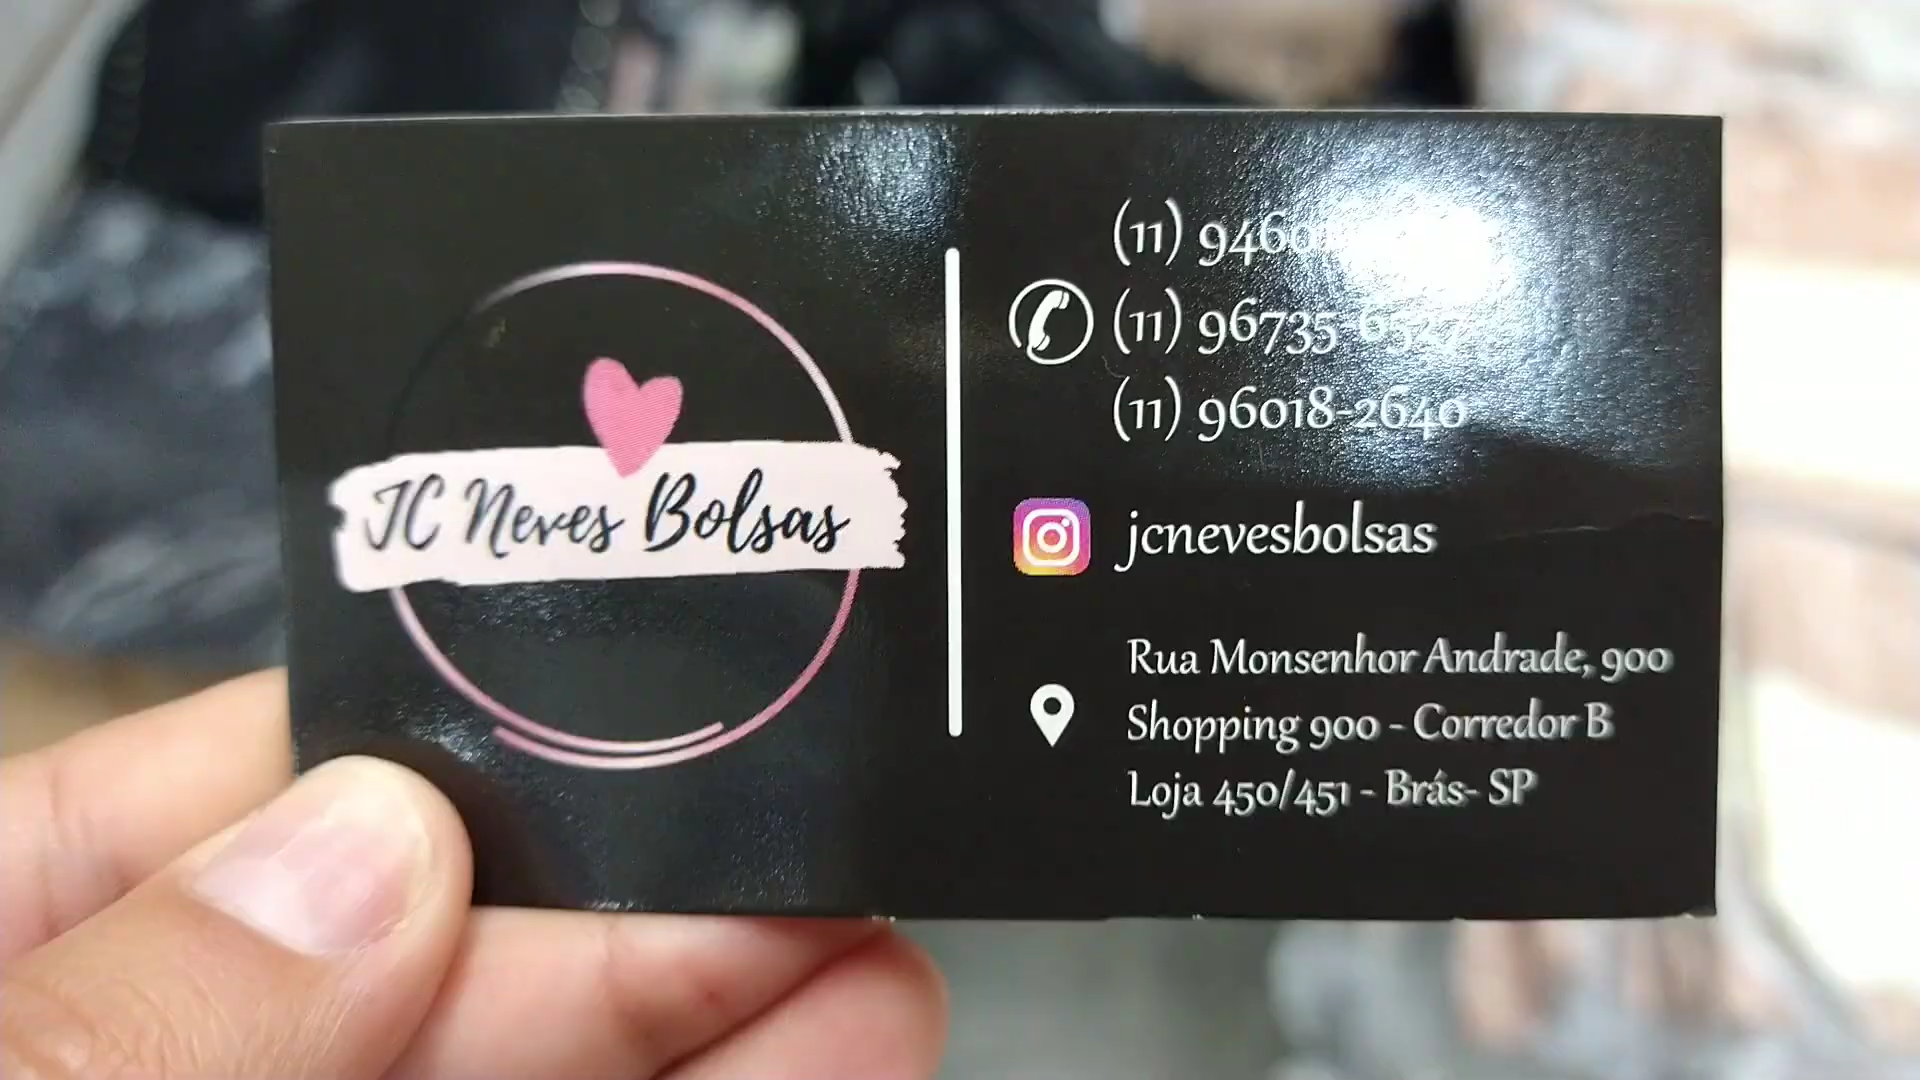 JC Neves Bolsas
(11)
(11) 96735-6527
(11) 96018-2640
jcnevesbolsas
Rua Monsenhor Andrade, 900
Shopping 900 - Corredor B
Loja 450/451 - Brás- SP